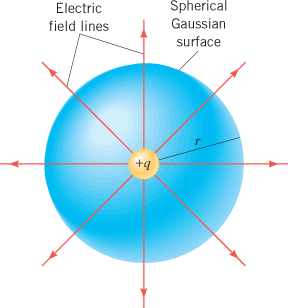 Electric
field lines
Spherical
Gaussian
surface
r
+q